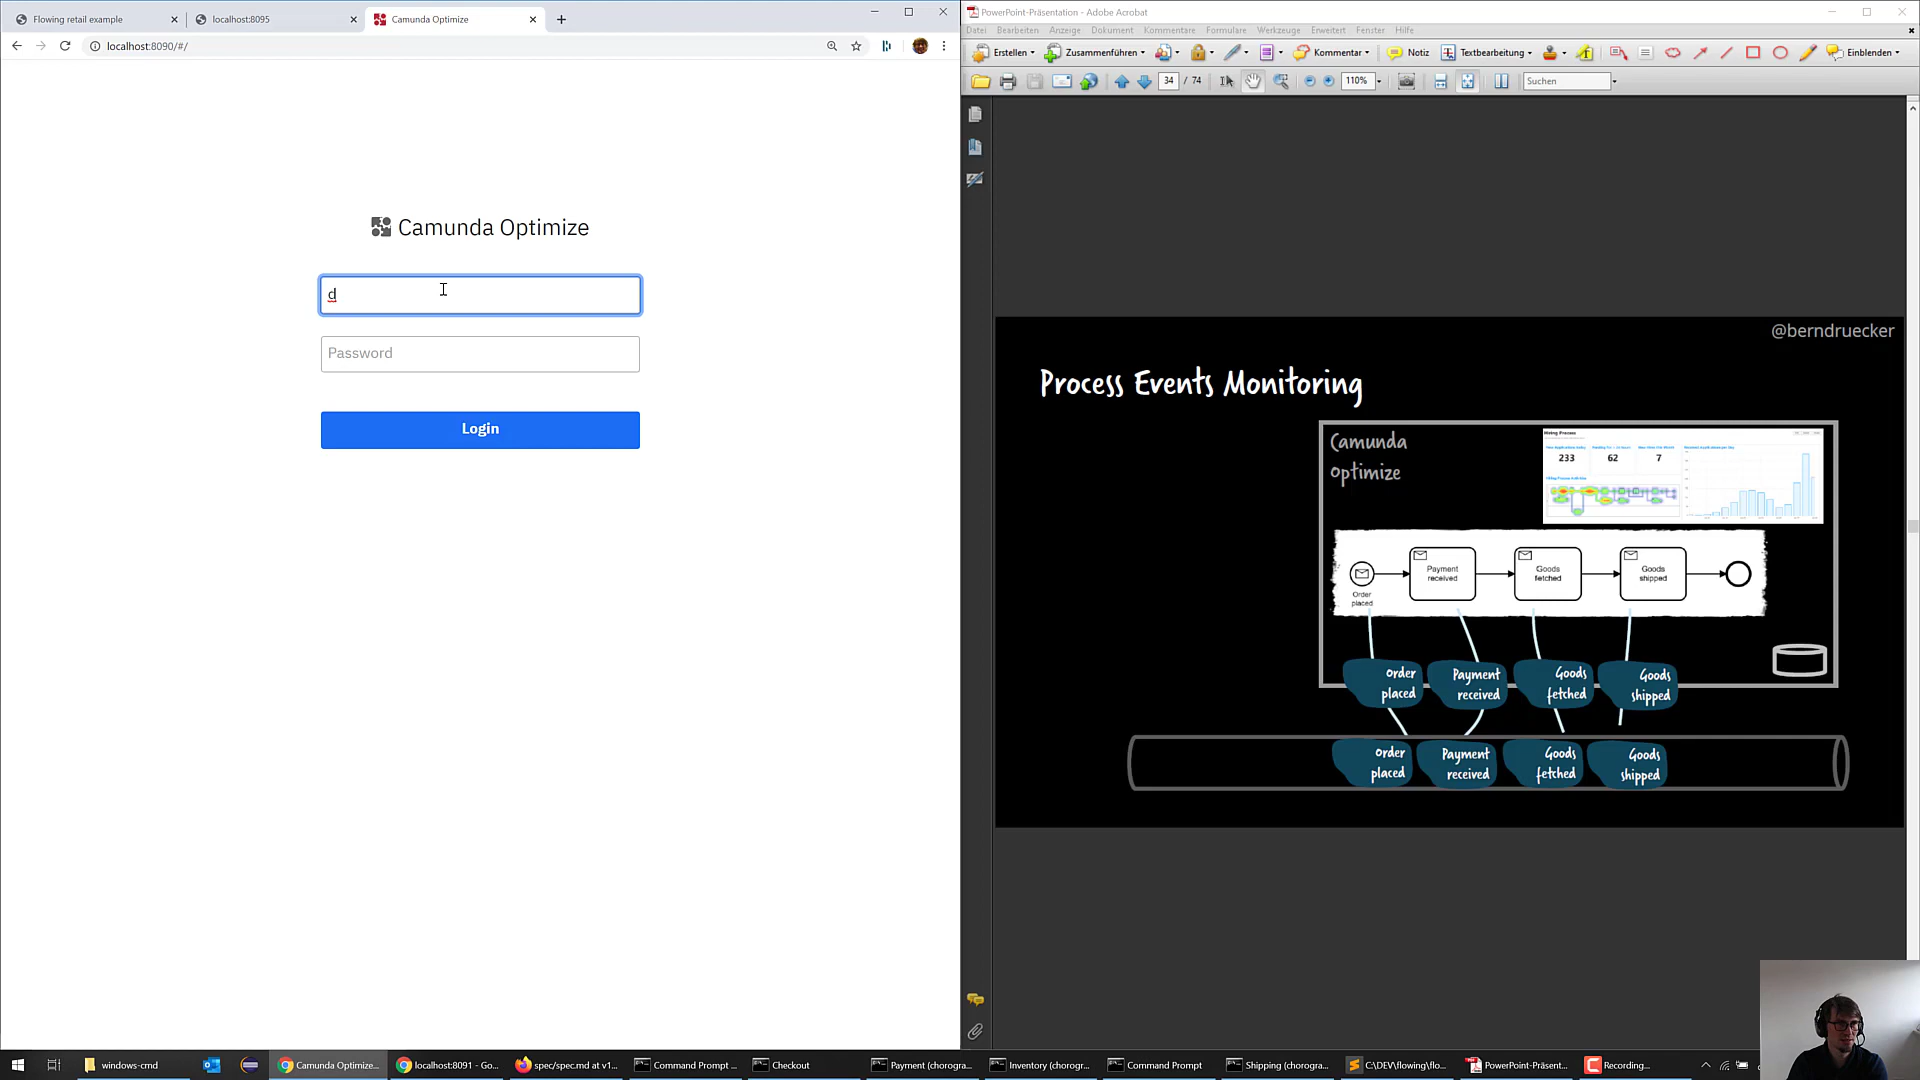 Flowing retail example
localhost:8095
Camunda Optimize
localhost:8090/#/
Camunda Optimize
d
Password
Login
PowerPoint-Präsentation - Adobe Acrobat
Datei Bearbeiten Anzeige Dokument Kommentare Formulare Werkzeuge Erweitert Fenster Hilfe
Erstellen Zusammenführen Kommentar Notiz Textbearbeitung Einblenden
34 / 74 110% Suchen
@berndruecker
Process Events Monitoring
Camunda
Optimize
233 62 7
Payment
received
Goods
fetched
Goods
shipped
Order
placed
Order
placed
Payment
received
Goods
fetched
Goods
shipped
Order
placed
Payment
received
Goods
fetched
Goods
shipped
windows-cmd
Camunda Optimize...
localhost:8091 - Go...
spec/spec.md at v1...
Command Prompt ...
Checkout
Payment (chorogra...
Inventory (chorogr...
Command Prompt
Shipping (chorogra...
C:\DEV\flowing\flo...
PowerPoint-Präsent...
Recording...